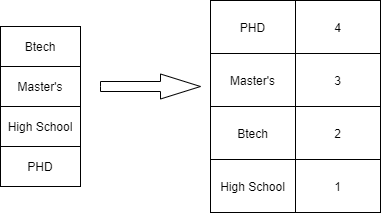 Btech
Master's
High School
PHD
PHD 4
Master's 3
Btech 2
High School 1